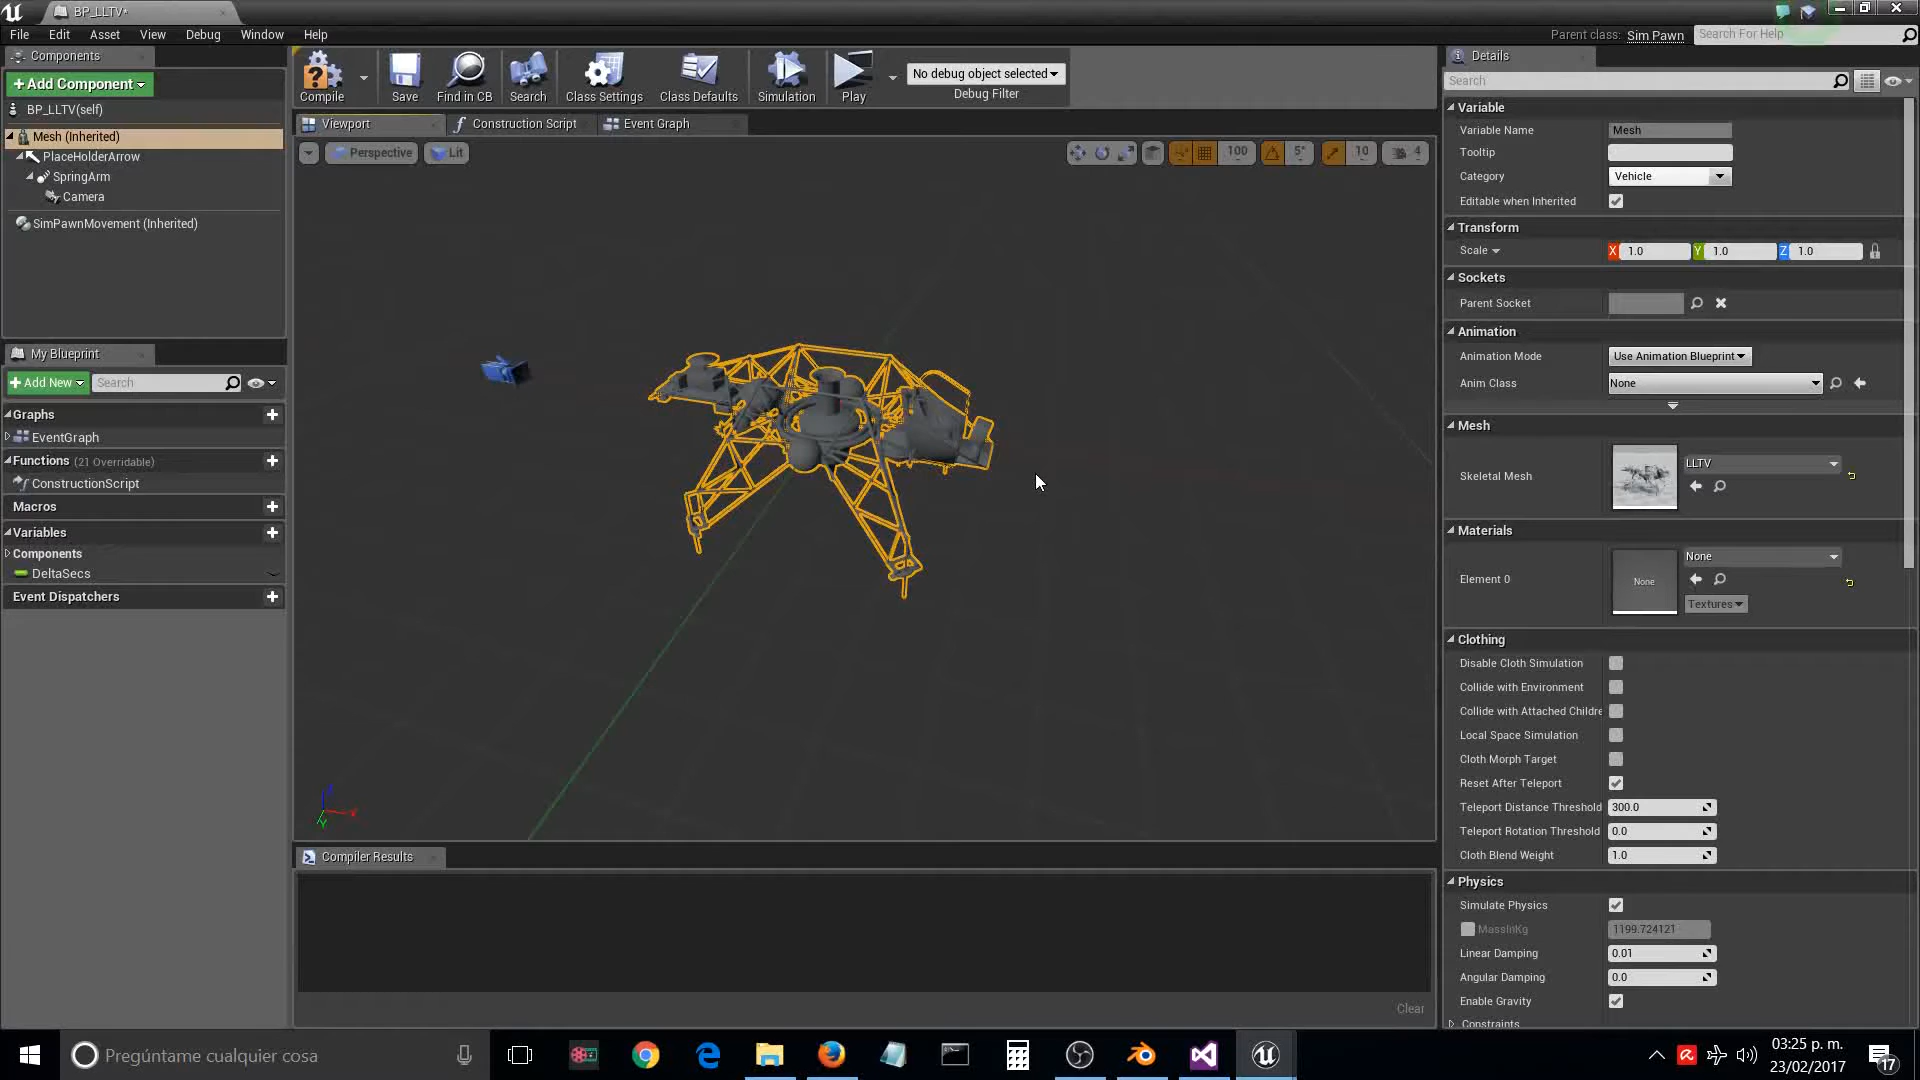 BP_LLTV*
File Edit Asset View Debug Window Help
Parent class: Sim Pawn
Search For Help
Components
+Add Component
BP_LLTV(self)
Mesh (Inherited)
PlaceHolderArrow
SpringArm
Camera
SimPawnMovement (Inherited)
My Blueprint
+Add New
Search
Graphs
EventGraph
Functions (21 Overridable)
ConstructionScript
Macros
Variables
Components
DeltaSecs
Event Dispatchers
Compile
Save
Find in CB
Search
Class Settings
Class Defaults
Simulation
Play
No debug object selected
Debug Filter
Viewport
Construction Script
Event Graph
Perspective
Lit
100
5°
10
4
X
Y
Compiler Results
Clear
Details
Search
Variable
Variable Name Mesh
Tooltip
Category Vehicle
Editable when Inherited
Transform
Scale X 1.0 Y 1.0 Z 1.0
Sockets
Parent Socket
Animation
Animation Mode Use Animation Blueprint
Anim Class None
Mesh
Skeletal Mesh LLTV
Materials
Element 0 None None
Textures
Clothing
Disable Cloth Simulation
Collide with Environment
Collide with Attached Childre
Local Space Simulation
Cloth Morph Target
Reset After Teleport
Teleport Distance Threshold 300.0
Teleport Rotation Threshold 0.0
Cloth Blend Weight 1.0
Physics
Simulate Physics
MassInKg 1199.724121
Linear Damping 0.01
Angular Damping 0.0
Enable Gravity
Constraints
Pregúntame cualquier cosa
03:25 p. m.
23/02/2017
17